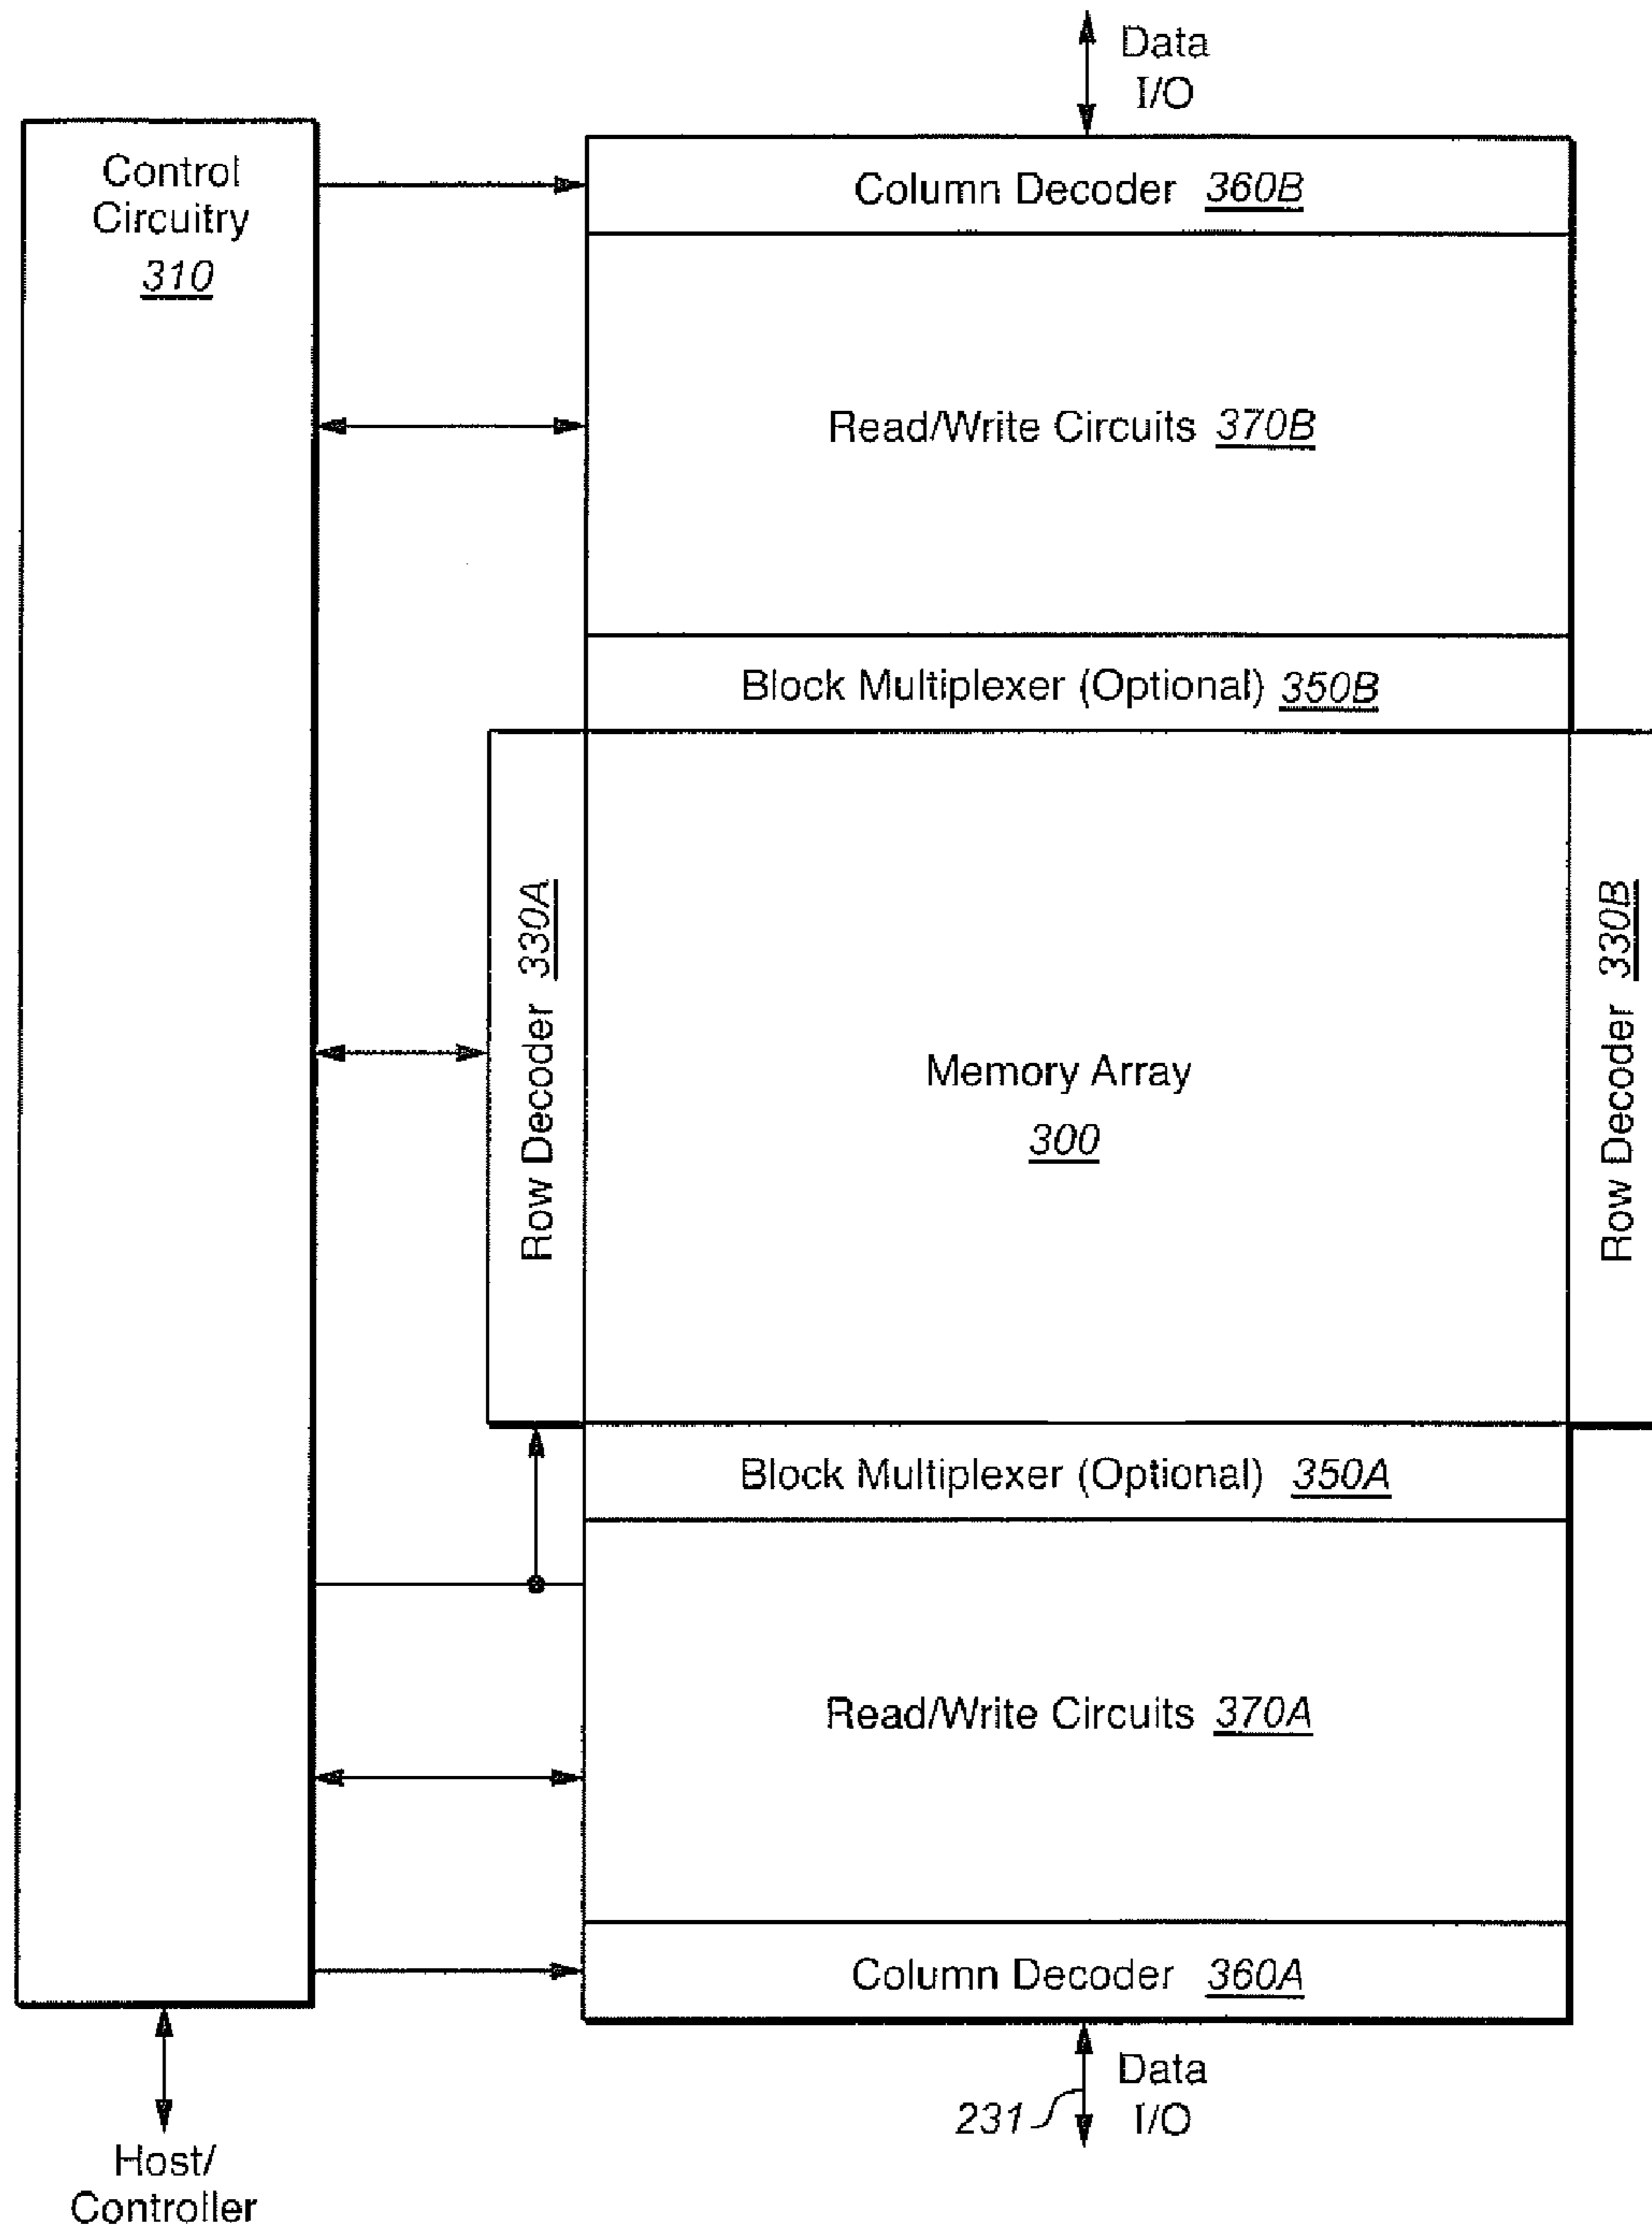 Data
I/O
Control
Circuitry
310
Column Decoder 360B
Read/Write Circuits 370B
Block Multiplexer (Optional) 350B
Row Decoder 330A
Memory Array
300
Row Decoder 330B
Block Multiplexer (Optional) 350A
Read/Write Circuits 370A
Column Decoder 360A
231
Data
I/O
Host/
Controller